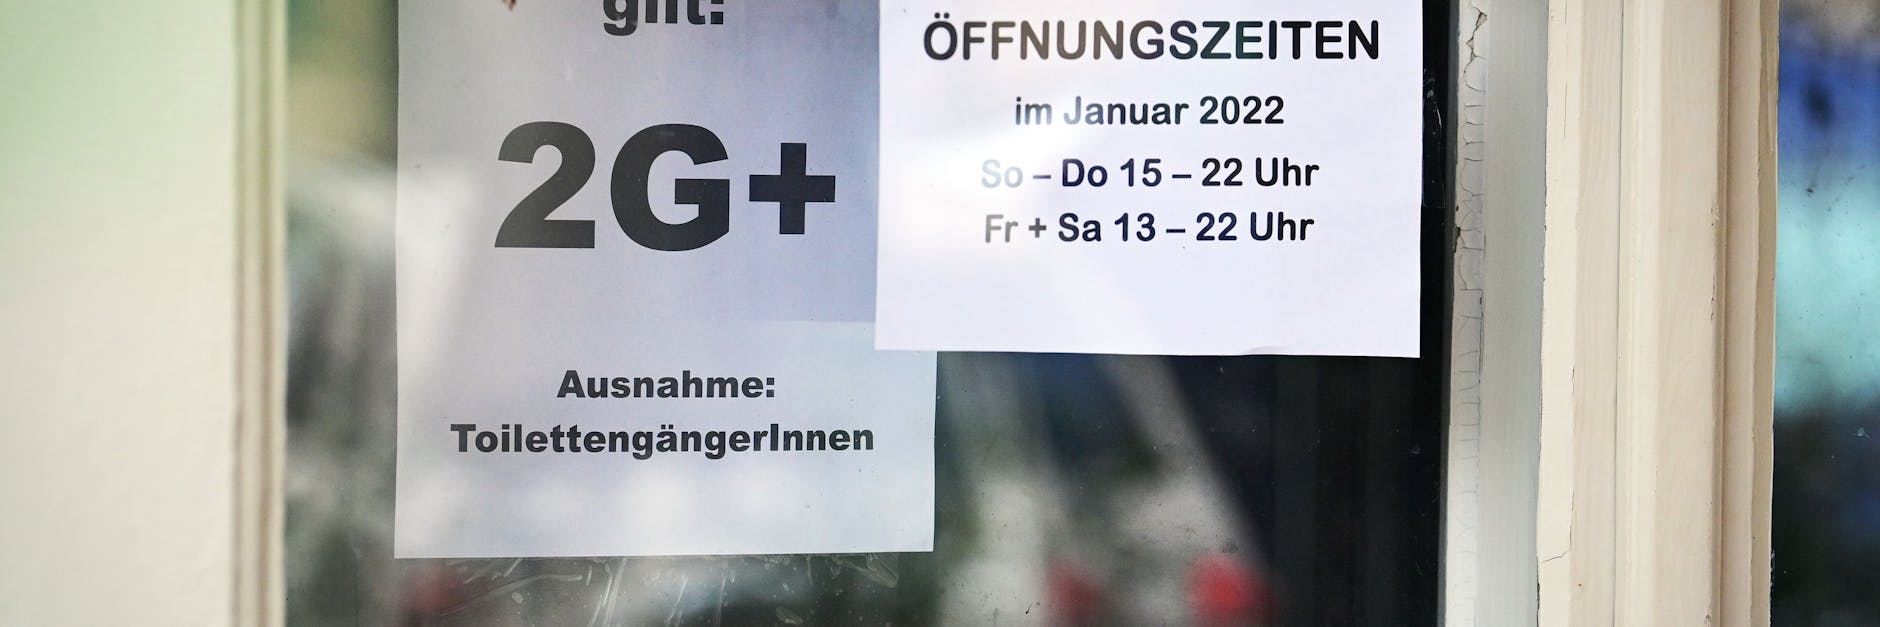 gilt:
2G+
Ausnahme:
ToilettengängerInnen
ÖFFNUNGSZEITEN
im Januar 2022
So – Do 15 – 22 Uhr
Fr + Sa 13 – 22 Uhr